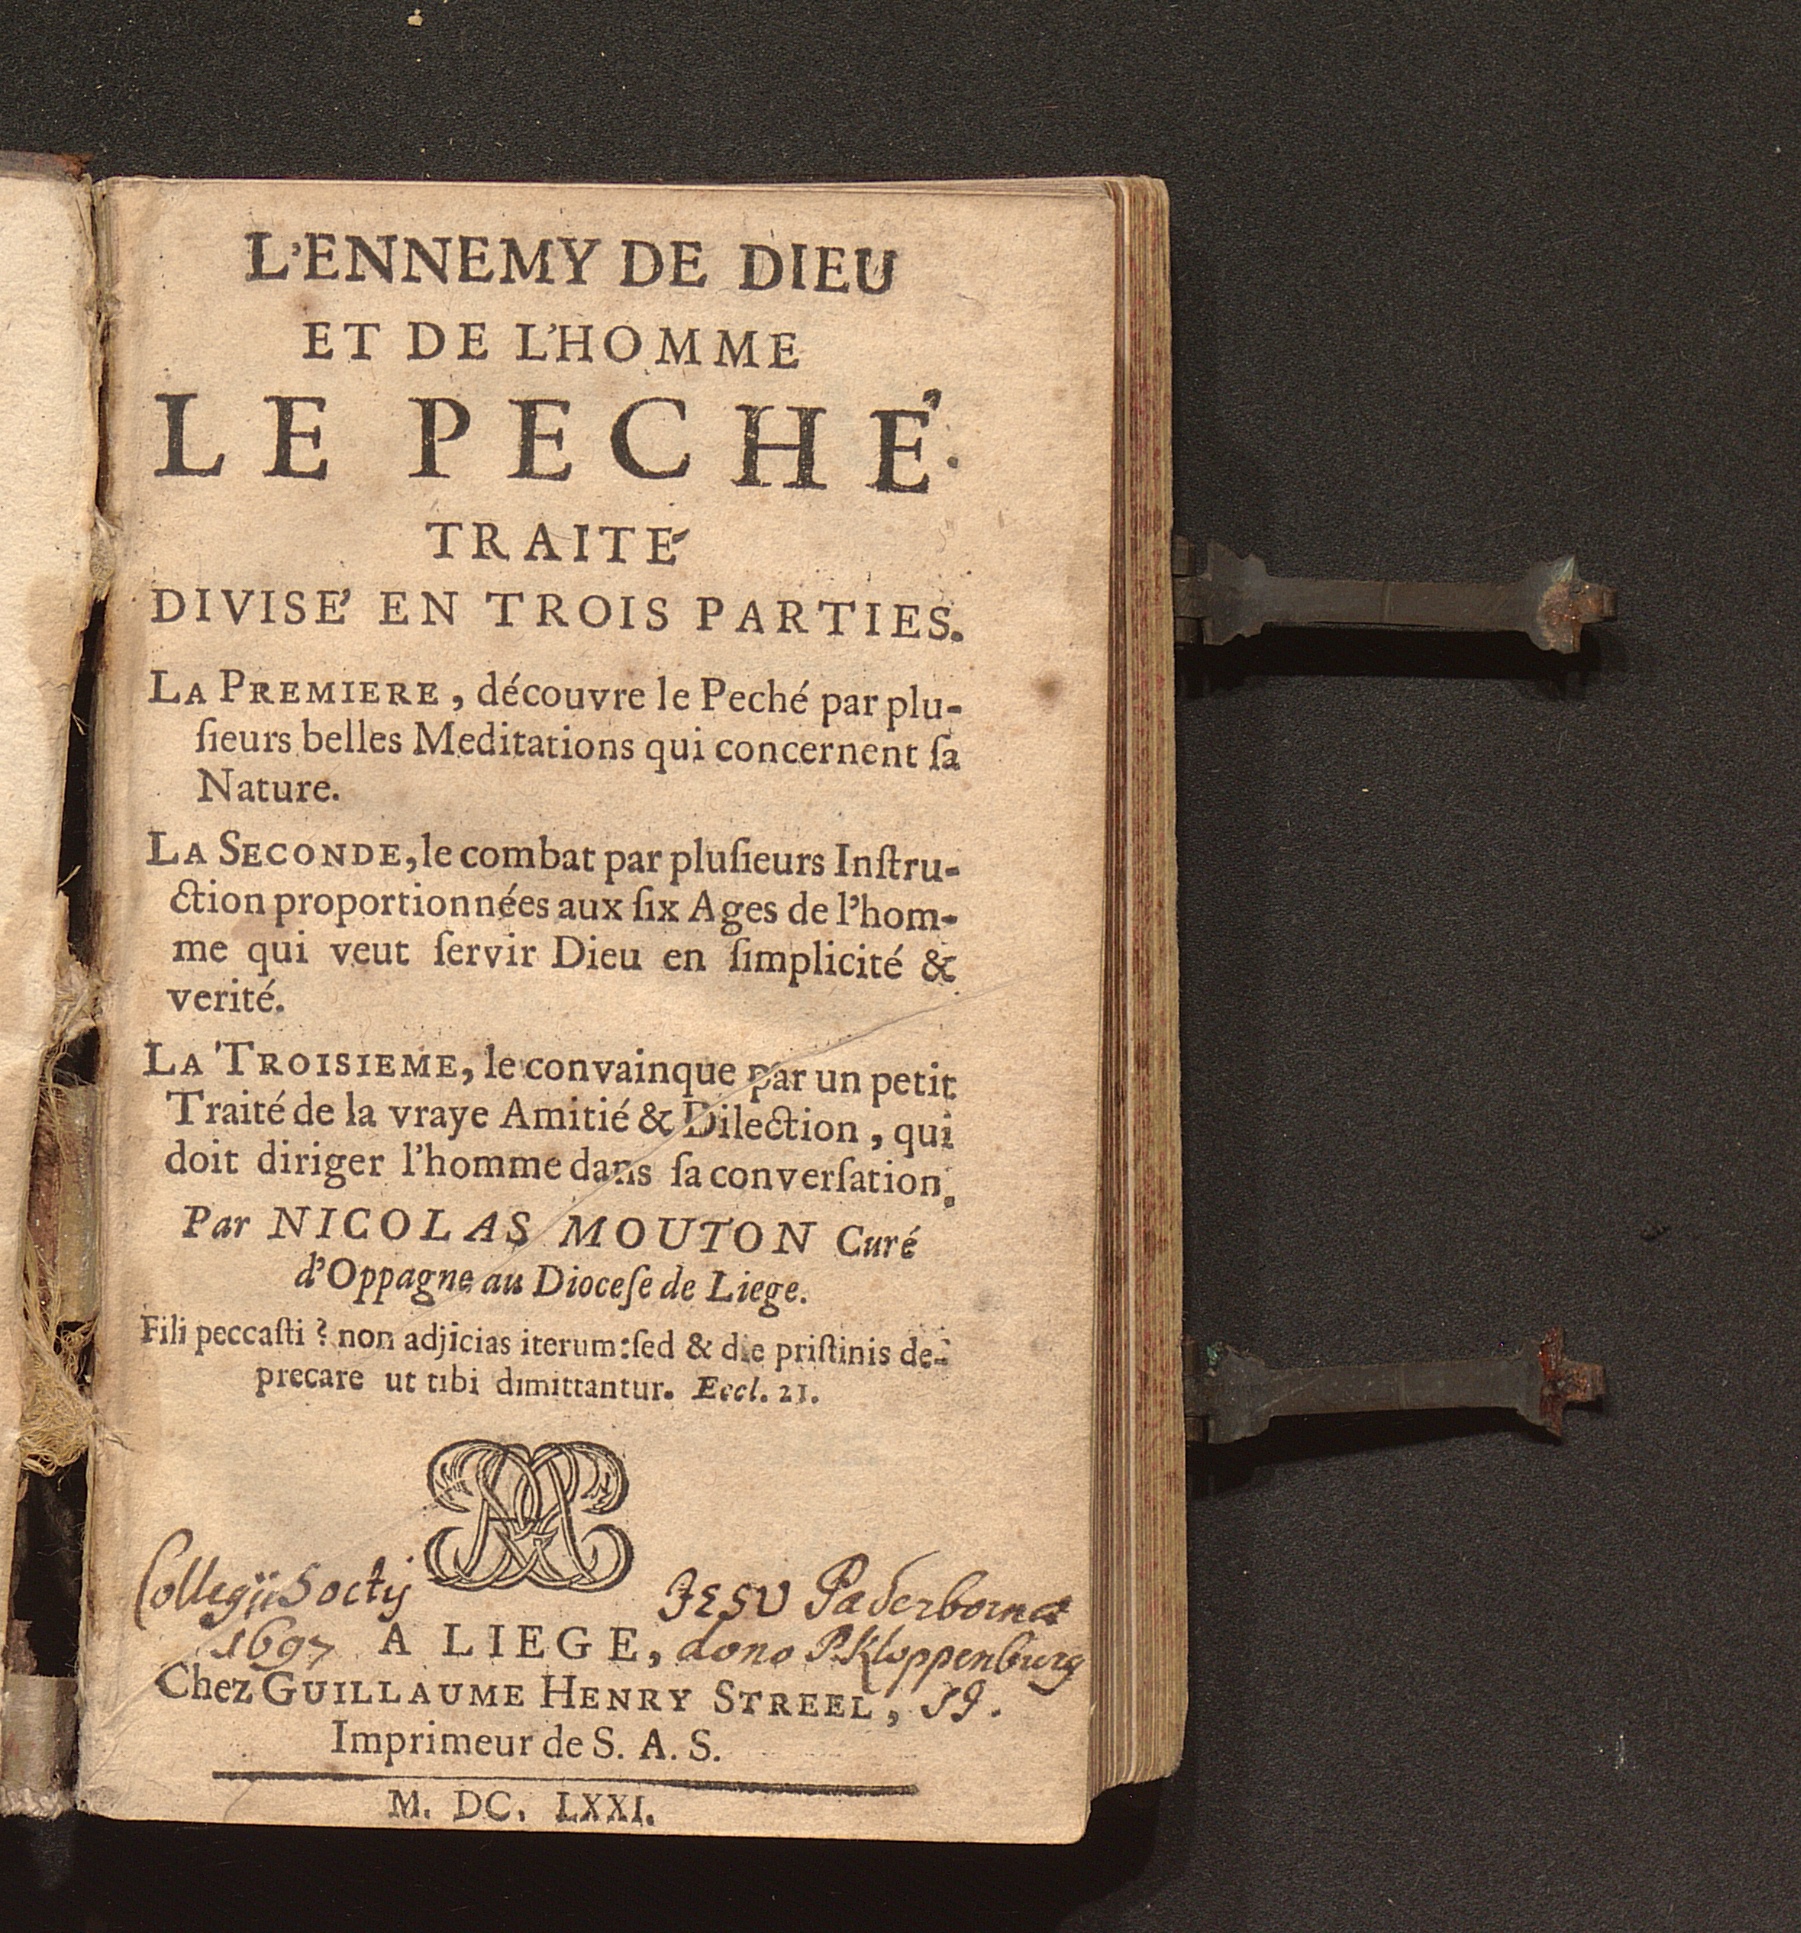 L'ENNEMY DE DIEU
ET DE L'HOMME
LE PECHÉ.
TRAITÉ
DIVISE' EN TROIS PARTIES.
LA PREMIERE, découvre le Peché par plu-
ſieurs belles Meditations qui concernent ſa
Nature.
LA SECONDE, le combat par pluſieurs Inſtru-
ction proportionnées aux ſix Ages de l'hom-
me qui veut ſervir Dieu en ſimplicité &
verité.
LA TROISIEME, le convainque par un petit
Traité de la vraye Amitié & Dilection, qui
doit diriger l'homme dans ſa converſation.
Par NICOLAS MOUTON Curé
d'Oppagne au Dioceſe de Liege.
Fili peccaſti ? non adjicias iterum: ſed & de priſtinis de-
precare ut tibi dimittantur. Eccl. 21.
Collegij Soctis JESU Paderbornæ
1697 A LIEGE, dono P. Kloppenburg
Chez GUILLAUME HENRY STREEL, SJ.
Imprimeur de S. A. S.
M. DC. LXXI.